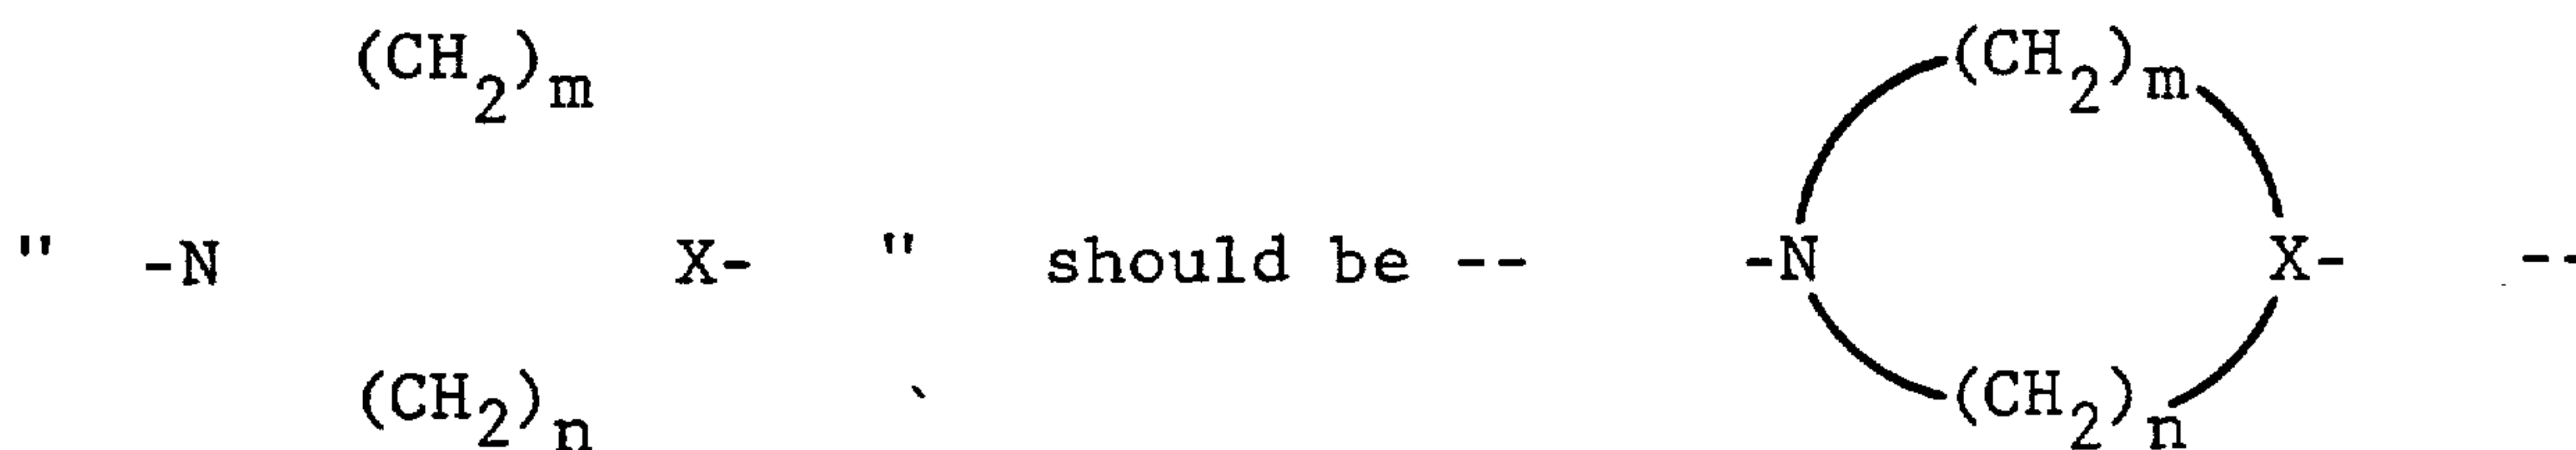 (CH2)m (CH2)m
" -N X- " should be -- -N X- --
(CH2)n (CH2)n